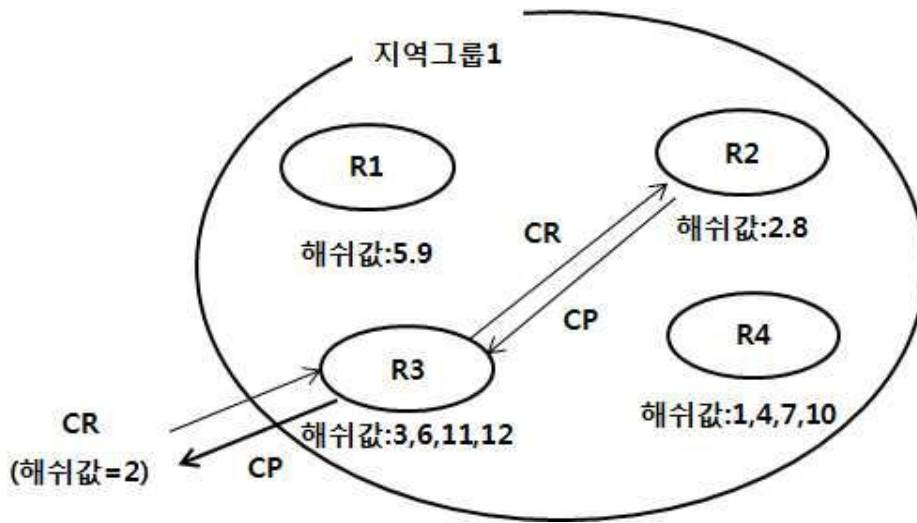 지역그룹1
R1
R2
해쉬값:5.9
CR
해쉬값:2.8
CP
R4
R3
CR
해쉬값:3,6,11,12
해쉬값:1,4,7,10
(해쉬값=2)
CP